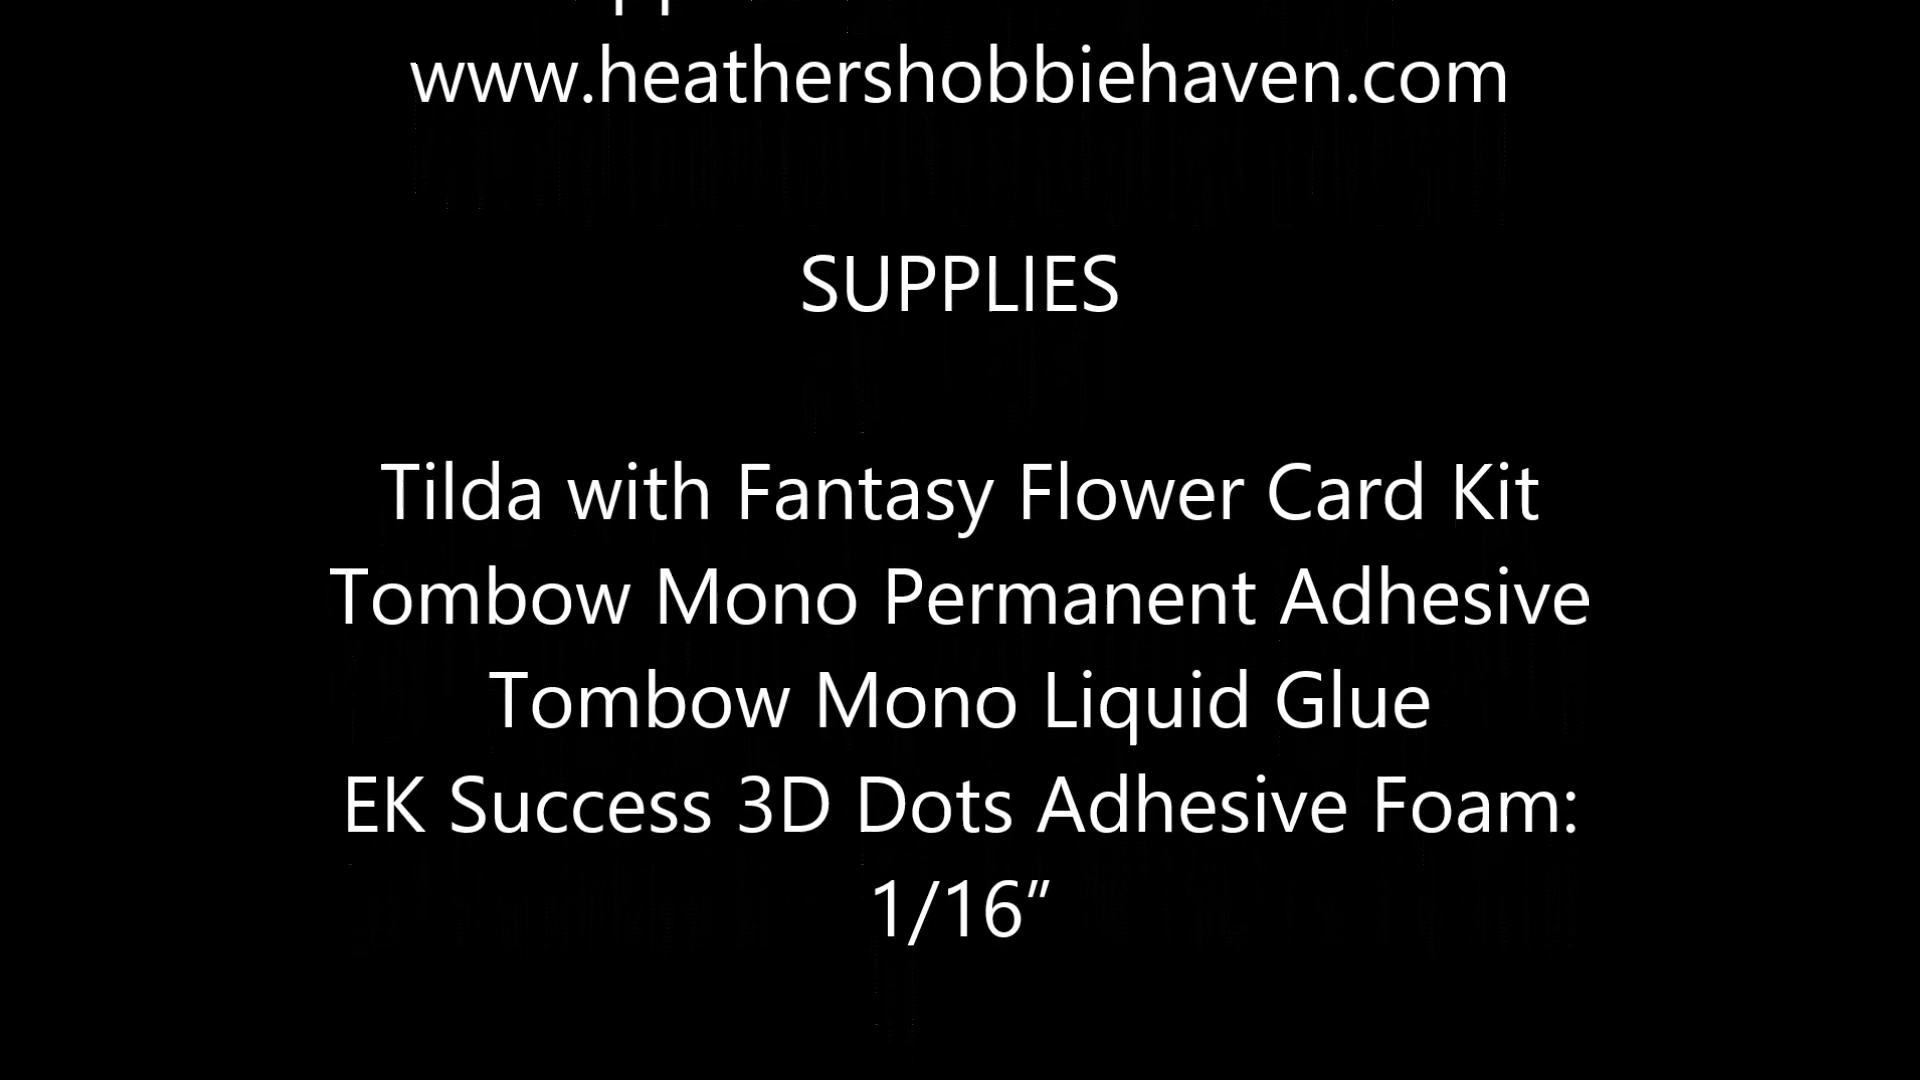 www.heathershobbiehaven.com
SUPPLIES
Tilda with Fantasy Flower Card Kit
Tombow Mono Permanent Adhesive
Tombow Mono Liquid Glue
EK Success 3D Dots Adhesive Foam:
1/16”